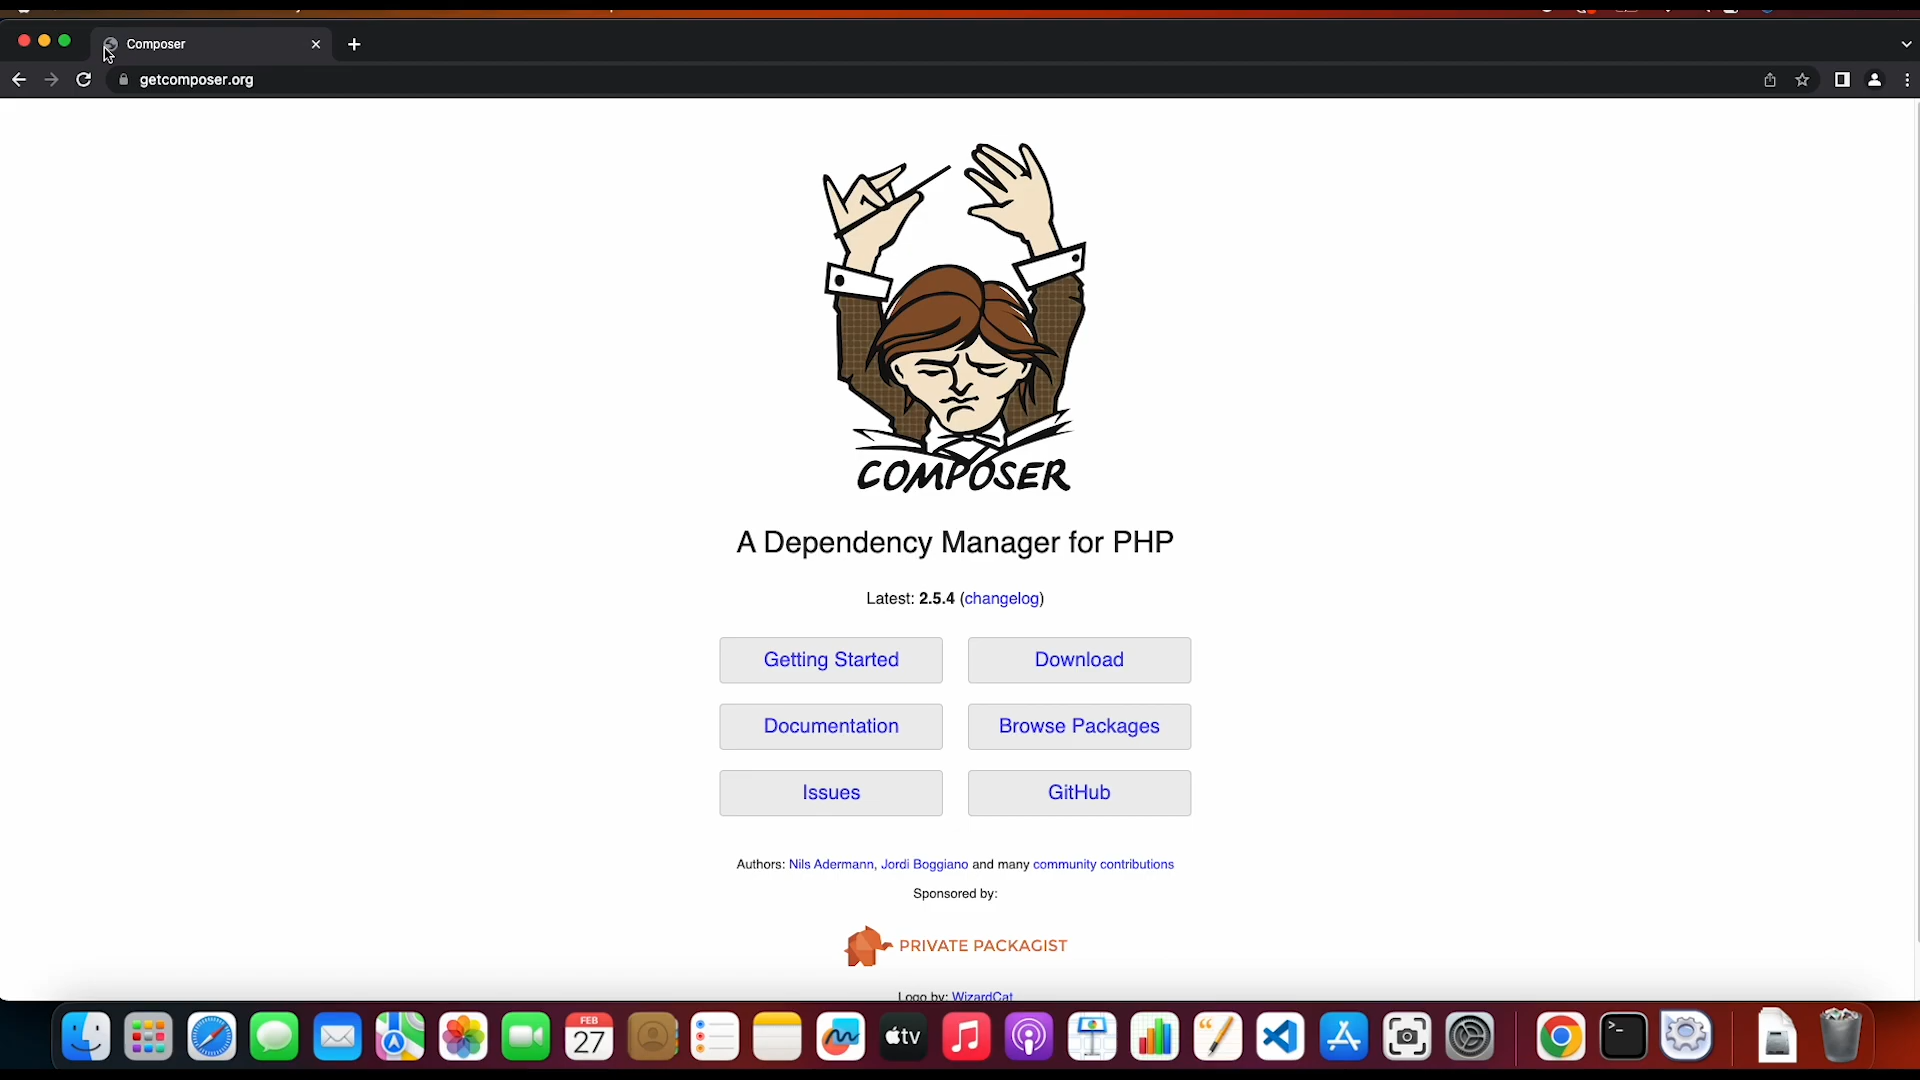 Composer
getcomposer.org
COMPOSER
A Dependency Manager for PHP
Latest: 2.5.4 (changelog)
Getting Started
Download
Documentation
Browse Packages
Issues
GitHub
Authors: Nils Adermann, Jordi Boggiano and many community contributions
Sponsored by:
PRIVATE PACKAGIST
Logo by: WizardCat
FEB
27
tv